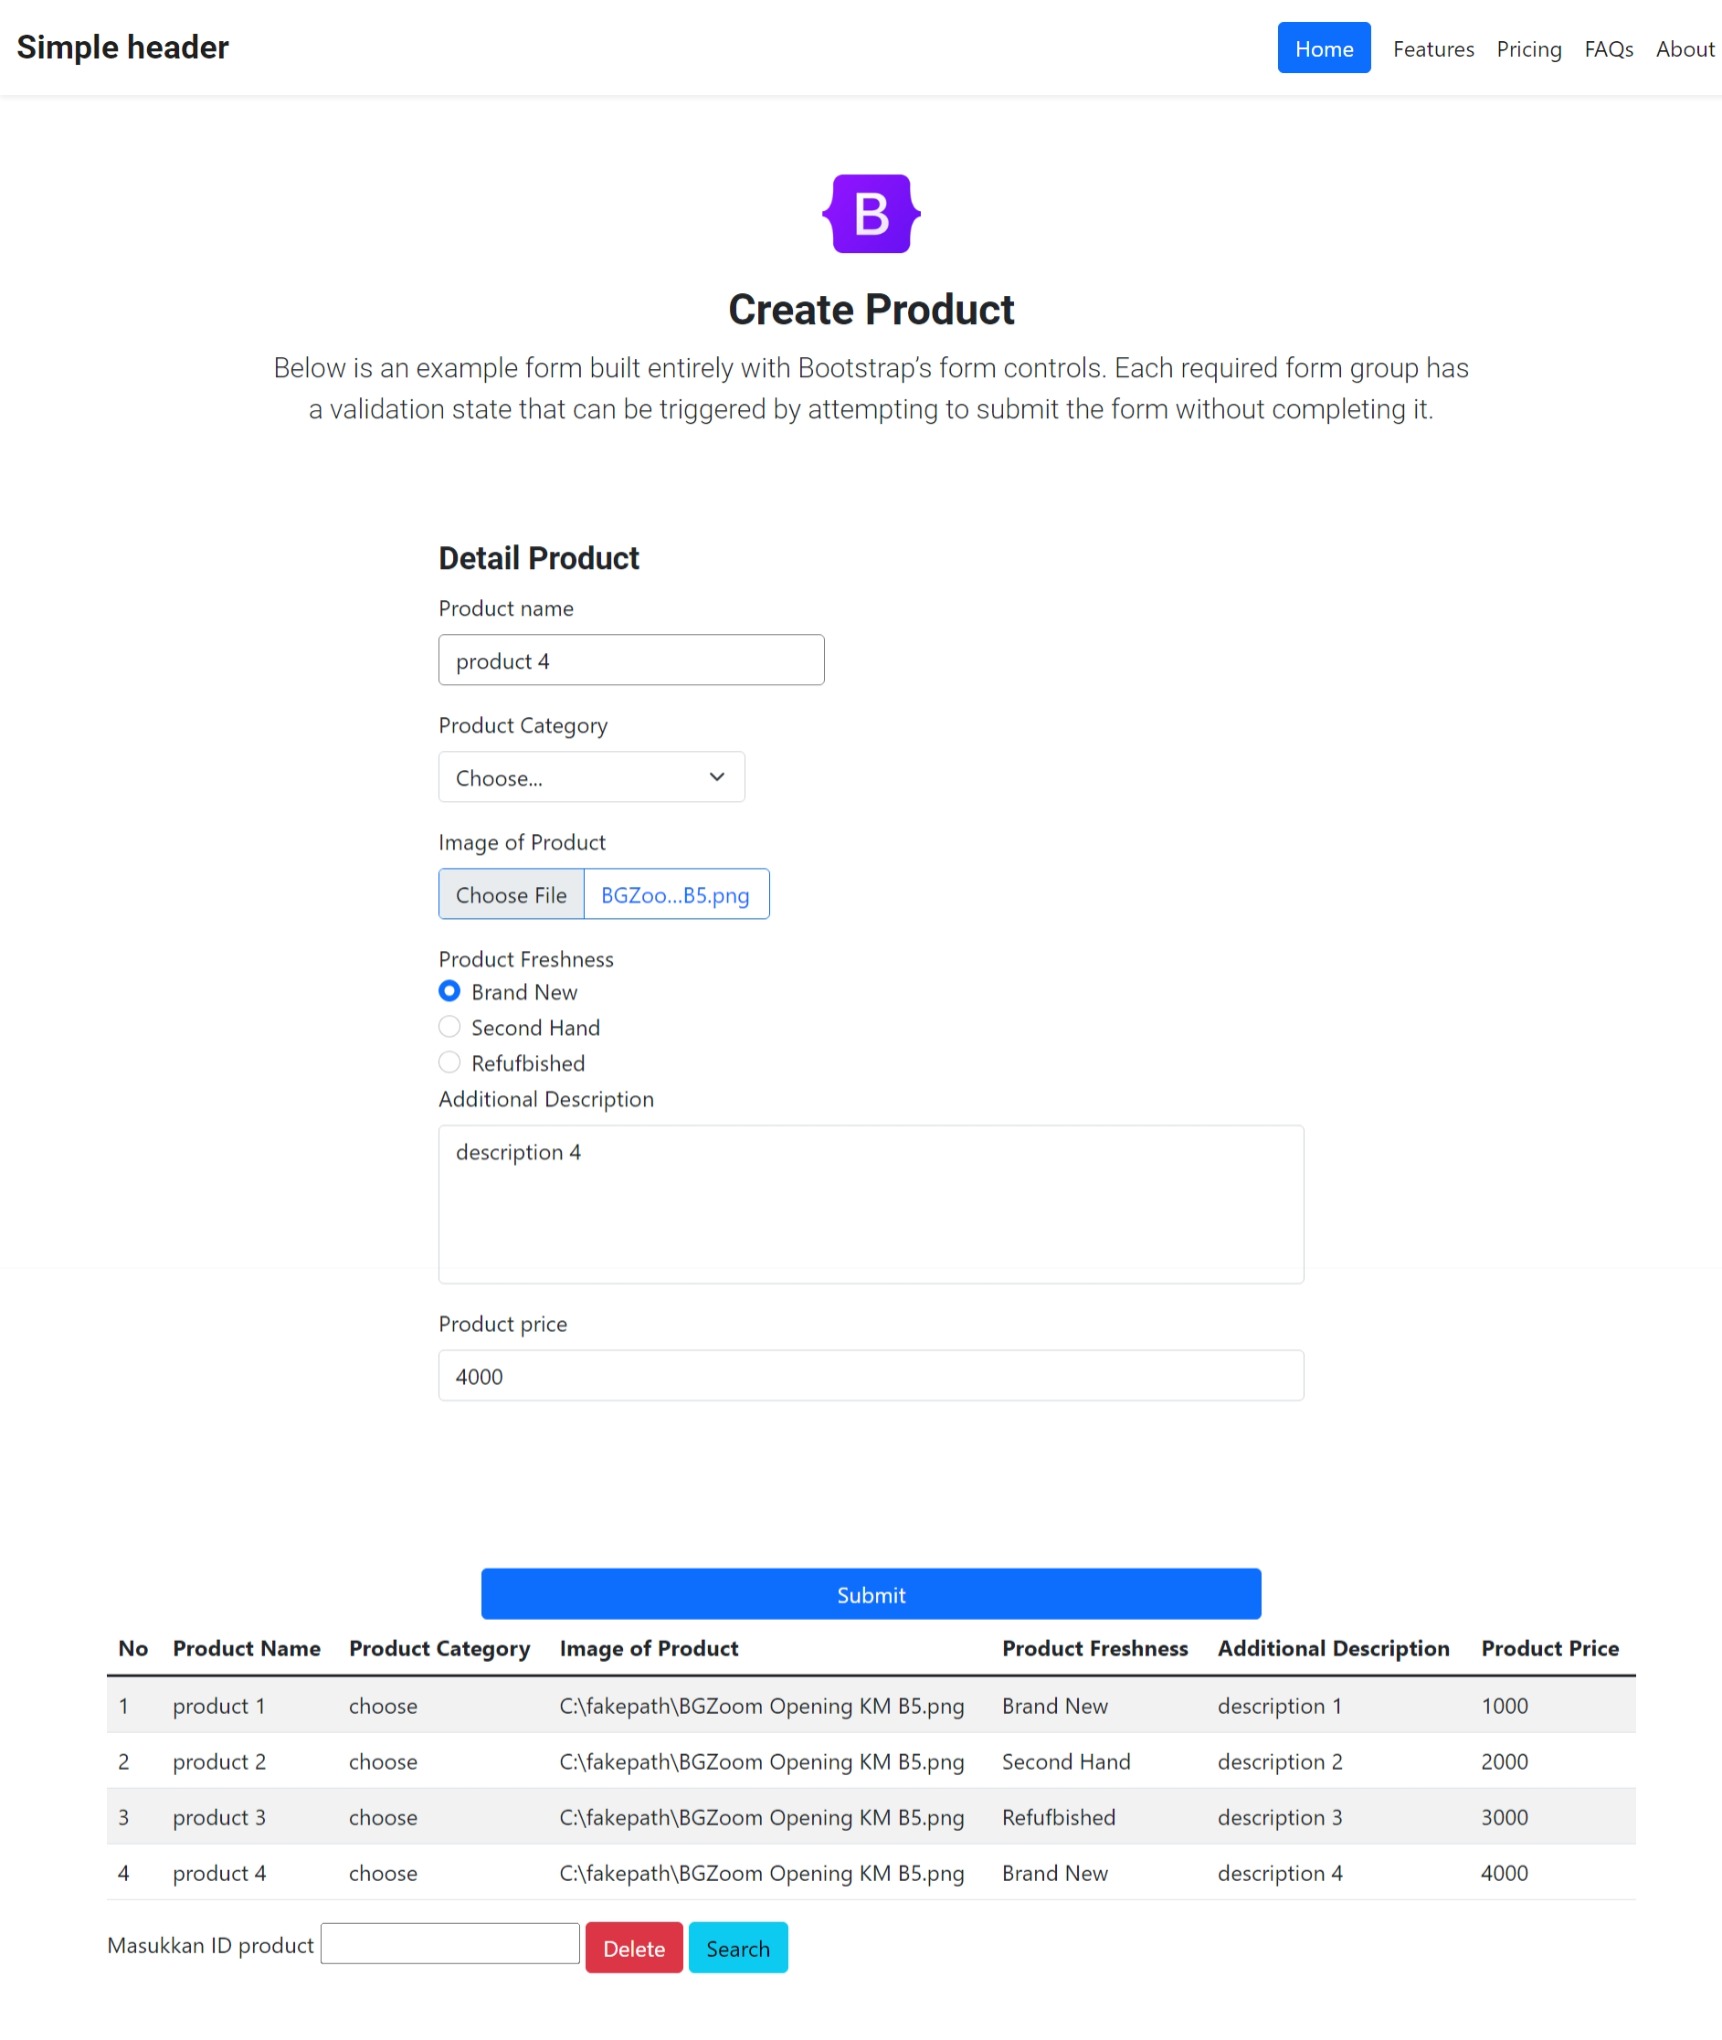 Simple header
Home Features Pricing FAQs About
B
Create Product
Below is an example form built entirely with Bootstrap’s form controls. Each required form group has
a validation state that can be triggered by attempting to submit the form without completing it.
Detail Product
Product name
product 4
Product Category
Choose...
Image of Product
Choose File BGZoo...B5.png
Product Freshness
Brand New
Second Hand
Refufbished
Additional Description
description 4
Product price
4000
Submit
No Product Name Product Category Image of Product Product Freshness Additional Description Product Price
1 product 1 choose C:\fakepath\BGZoom Opening KM B5.png Brand New description 1 1000
2 product 2 choose C:\fakepath\BGZoom Opening KM B5.png Second Hand description 2 2000
3 product 3 choose C:\fakepath\BGZoom Opening KM B5.png Refufbished description 3 3000
4 product 4 choose C:\fakepath\BGZoom Opening KM B5.png Brand New description 4 4000
Masukkan ID product Delete Search